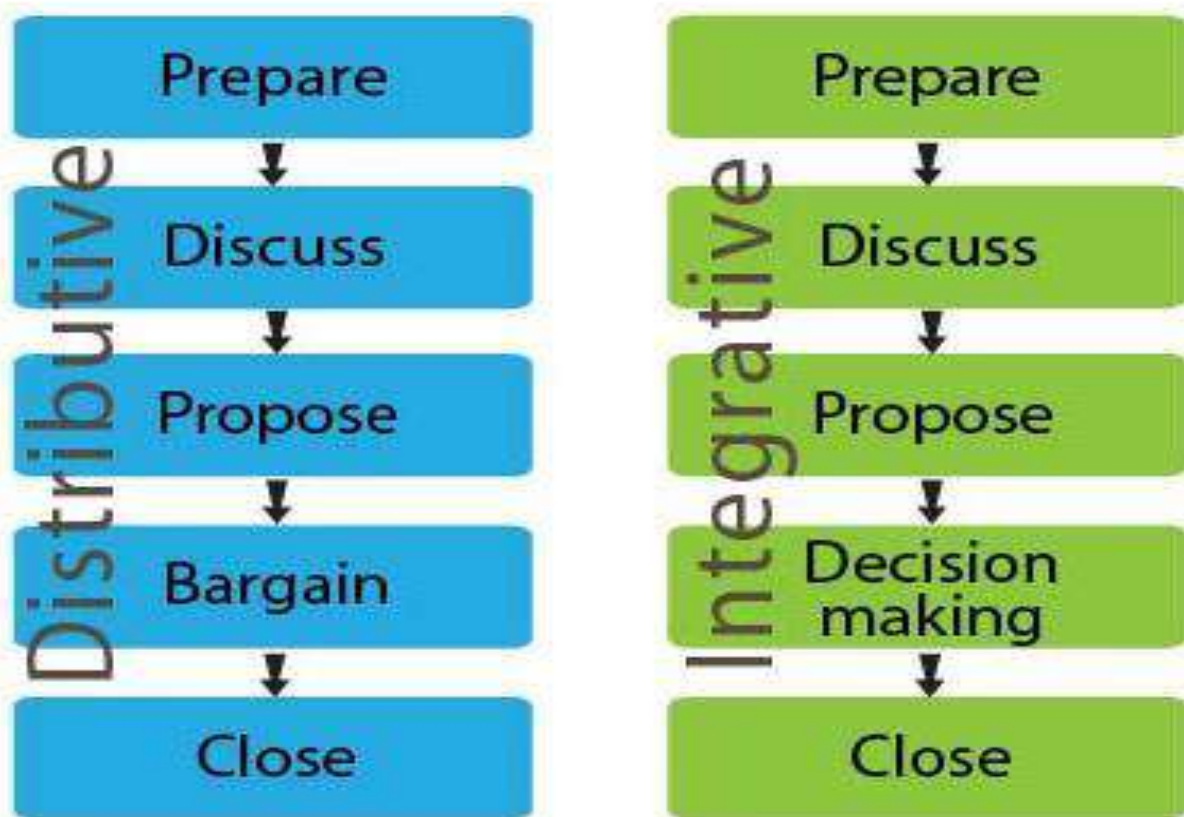 Distributive
Prepare
Discuss
Propose
Bargain
Close
Integrative
Prepare
Discuss
Propose
Decision
making
Close